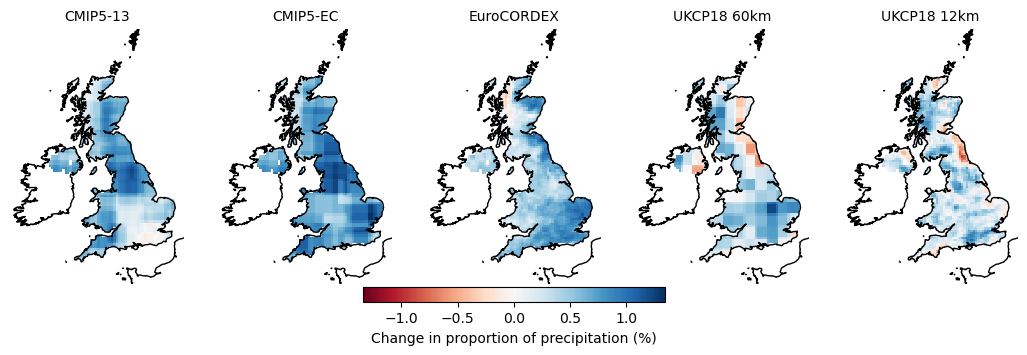 CMIP5-13 CMIP5-EC EuroCORDEX UKCP18 60km UKCP18 12km
−1.0 −0.5 0.0 0.5 1.0
Change in proportion of precipitation (%)